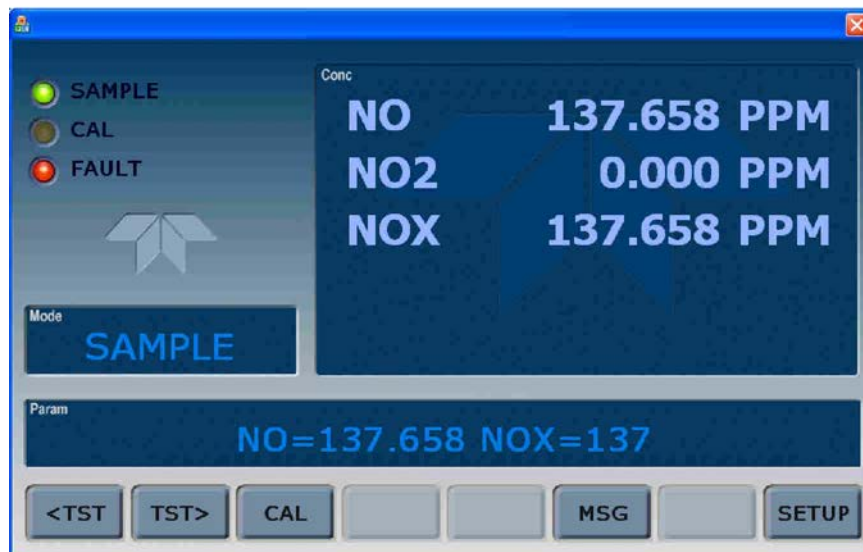 SAMPLE
CAL
FAULT
Conc
NO 137.658 PPM
NO2 0.000 PPM
NOX 137.658 PPM
Mode
SAMPLE
Param
NO=137.658 NOX=137
<TST TST> CAL MSG SETUP